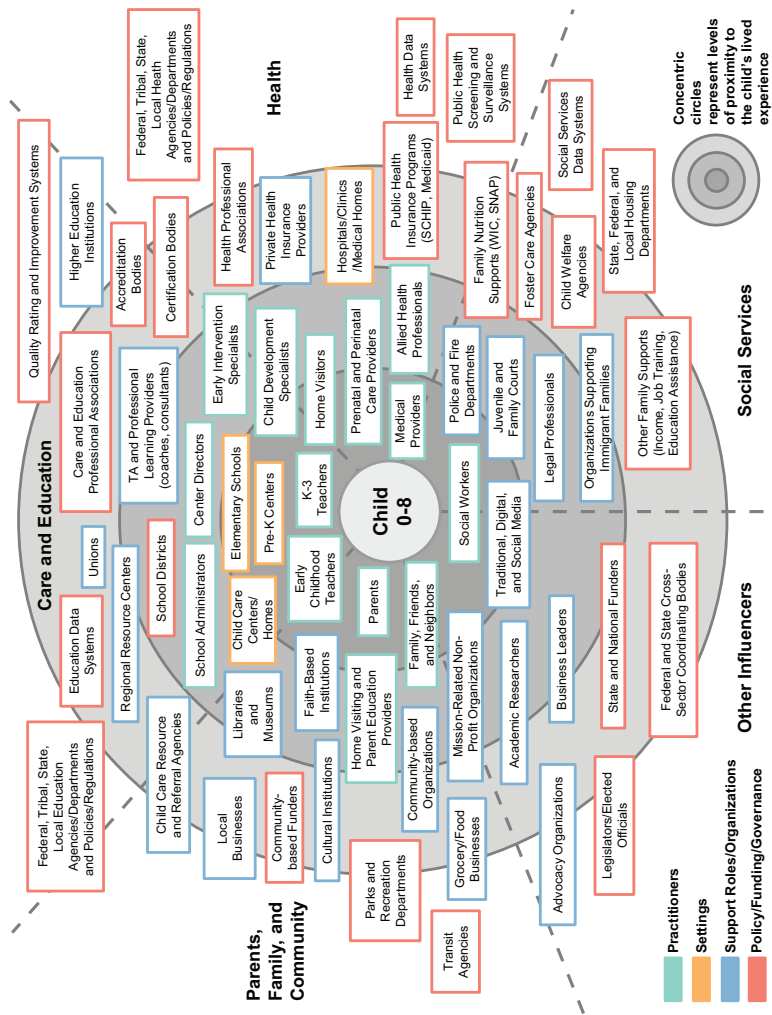 Care and Education
Health
Social Services
Other Influencers
Parents,
Family, and
Community
Child
0-8
Federal, Tribal, State,
Local Education
Agencies/Departments
and Policies/Regulations
Education Data
Systems
Unions
Care and Education
Professional Associations
Quality Rating and Improvement Systems
Higher Education
Institutions
Accreditation
Bodies
Certification Bodies
Federal, Tribal, State,
Local Heath
Agencies/Departments
and Policies/Regulations
Child Care Resource
and Referral Agencies
Regional Resource Centers
School Districts
TA and Professional
Learning Providers
(coaches, consultants)
School Administrators
Center Directors
Early Intervention
Specialists
Health Professional
Associations
Local
Businesses
Libraries
and
Museums
Child Care
Centers/
Homes
Elementary Schools
Pre-K Centers
Child Development
Specialists
Private Health
Insurance
Providers
Community-
based Funders
Cultural Institutions
Faith-Based
Institutions
Early
Childhood
Teachers
K-3
Teachers
Home Visitors
Hospitals/Clinics
/Medical Homes
Parks and
Recreation
Departments
Home Visiting and
Parent Education
Providers
Parents
Prenatal and Perinatal
Care Providers
Medical
Providers
Allied Health
Professionals
Public Health
Insurance Programs
(SCHIP, Medicaid)
Health Data
Systems
Public Health
Screening and
Surveillance
Systems
Transit
Agencies
Grocery/Food
Businesses
Community-based
Organizations
Family, Friends,
and Neighbors
Mission-Related Non-
Profit Organizations
Social Workers
Police and Fire
Departments
Family Nutrition
Supports (WIC, SNAP)
Academic Researchers
Traditional, Digital,
and Social Media
Juvenile and
Family Courts
Foster Care Agencies
Social Services
Data Systems
Advocacy Organizations
Business Leaders
Legal Professionals
Child Welfare
Agencies
Legislators/Elected
Officials
State and National Funders
Organizations Supporting
Immigrant Families
State, Federal, and
Local Housing
Departments
Federal and State Cross-
Sector Coordinating Bodies
Other Family Supports
(Income, Job Training,
Education Assistance)
Practitioners
Settings
Support Roles/Organizations
Policy/Funding/Governance
Concentric
circles
represent levels
of proximity to
the child's lived
experience